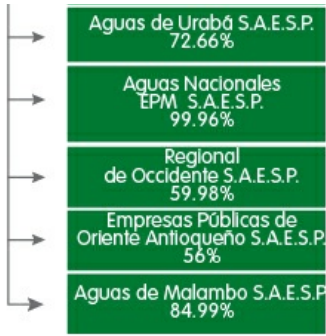 Aguas de Urabá S.A.E.S.P.
72.66%
Aguas Nacionales
EPM S.A.E.S.P.
99.96%
Regional
de Occidente S.A.E.S.P.
59.98%
Empresas Públicas de
Oriente Antioqueño S.A.E.S.P.
56%
Aguas de Malambo S.A.E.S.P
84.99%